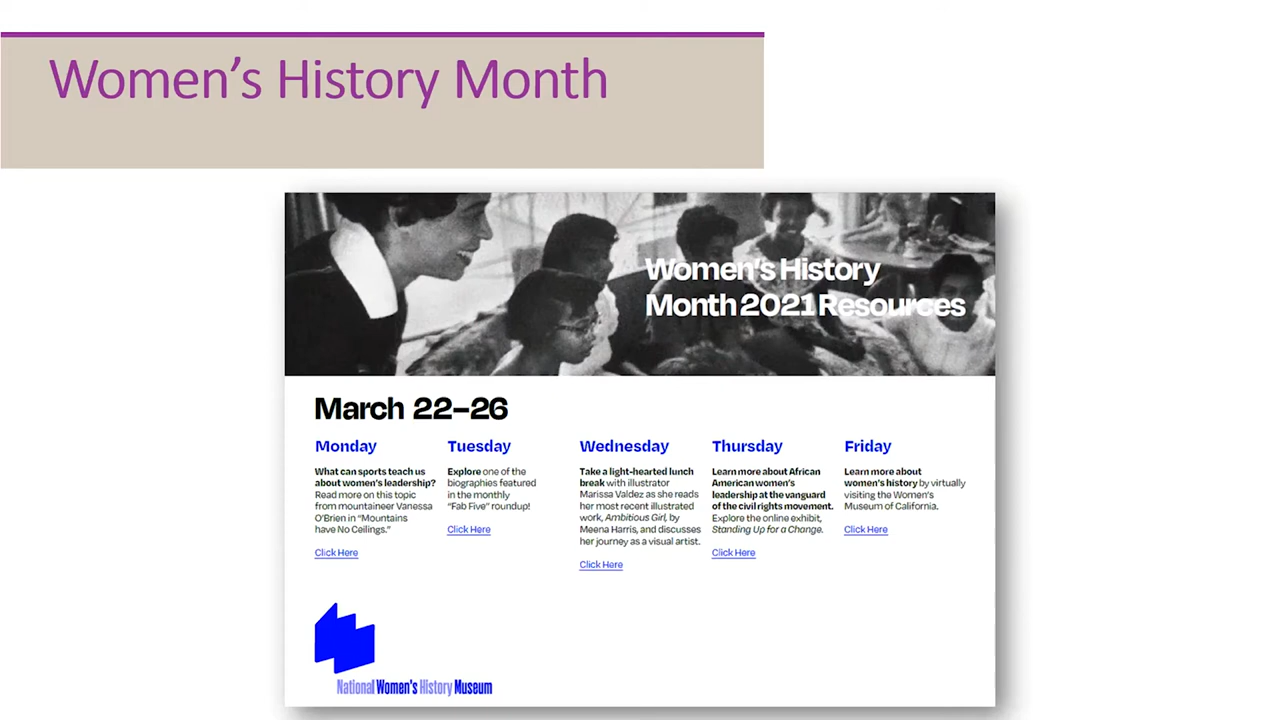 Women's History Month
Women's History
Month 2021 Resources
March 22–26
Monday
What can sports teach us
about women's leadership?
Read more on this topic
from mountaineer Vanessa
O'Brien in "Mountains
have No Ceilings."
Click Here
Tuesday
Explore one of the
biographies featured
in the monthly
"Fab Five" roundup!
Click Here
Wednesday
Take a light-hearted lunch
break with illustrator
Marissa Valdez as she reads
her most recent illustrated
work, Ambitious Girl, by
Meena Harris, and discusses
her journey as a visual artist.
Click Here
Thursday
Learn more about African
American women's
leadership at the vanguard
of the civil rights movement.
Explore the online exhibit,
Standing Up for a Change.
Click Here
Friday
Learn more about
women's history by virtually
visiting the Women's
Museum of California.
Click Here
National Women's History Museum